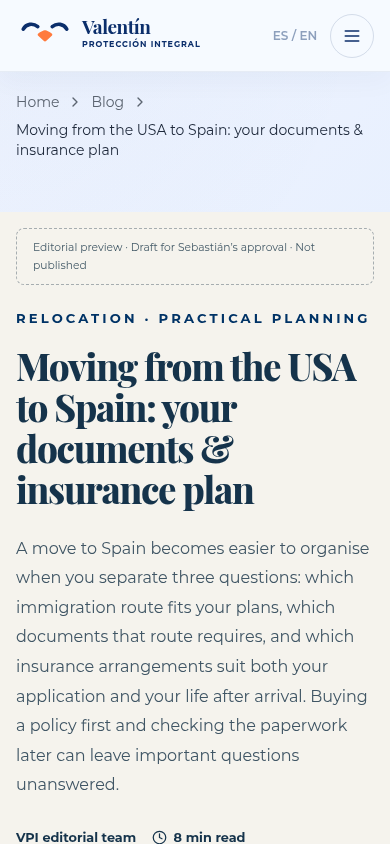 Valentín
PROTECCIÓN INTEGRAL
ES / EN
Home > Blog >
Moving from the USA to Spain: your documents &
insurance plan
Editorial preview · Draft for Sebastián's approval · Not
published
RELOCATION · PRACTICAL PLANNING
Moving from the USA
to Spain: your
documents &
insurance plan
A move to Spain becomes easier to organise
when you separate three questions: which
immigration route fits your plans, which
documents that route requires, and which
insurance arrangements suit both your
application and your life after arrival. Buying
a policy first and checking the paperwork
later can leave important questions
unanswered.
VPI editorial team 8 min read